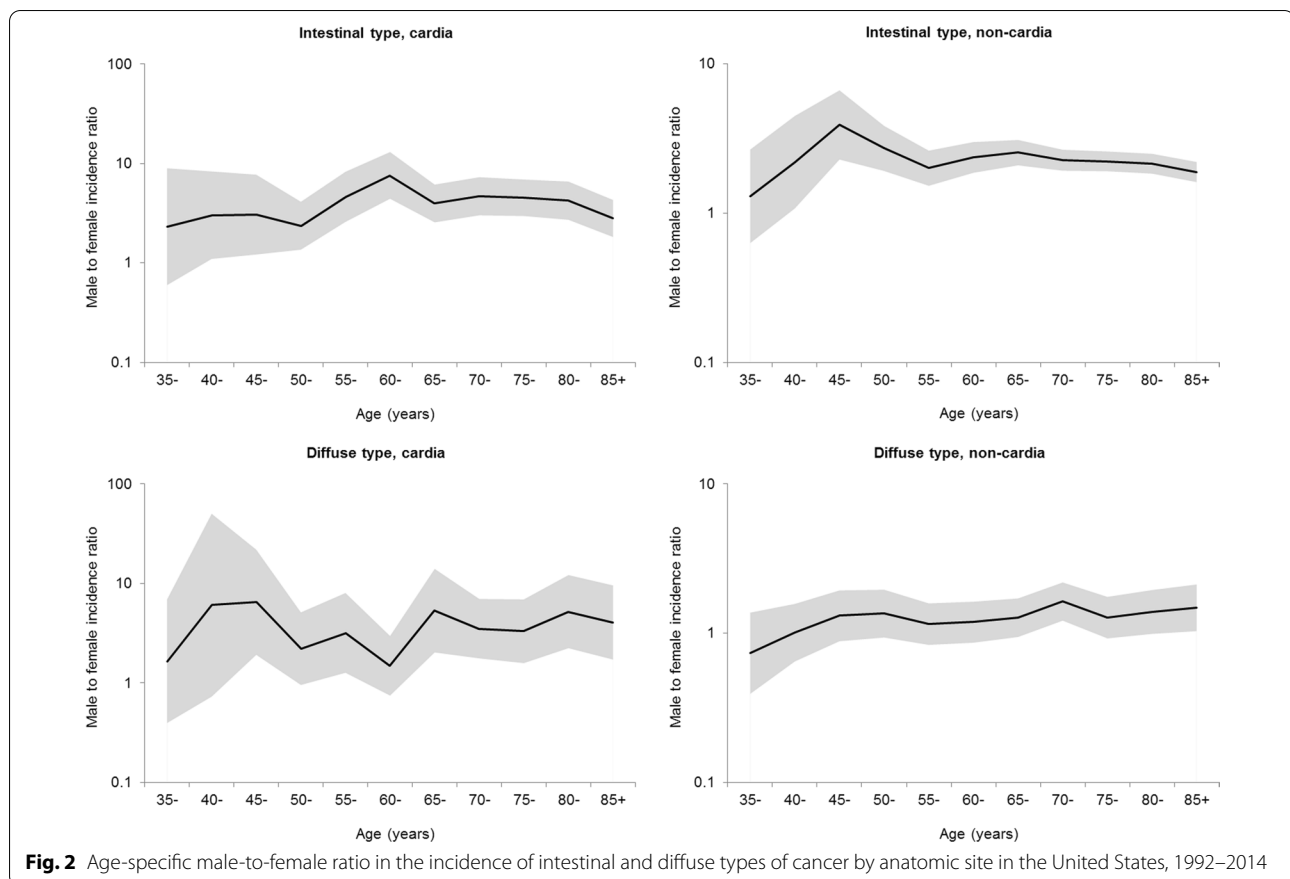 Intestinal type, cardia
Male to female incidence ratio
100
10
1
0.1
35- 40- 45- 50- 55- 60- 65- 70- 75- 80- 85+
Age (years)
Intestinal type, non-cardia
Male to female incidence ratio
10
1
0.1
35- 40- 45- 50- 55- 60- 65- 70- 75- 80- 85+
Age (years)
Diffuse type, cardia
Male to female incidence ratio
100
10
1
0.1
35- 40- 45- 50- 55- 60- 65- 70- 75- 80- 85+
Age (years)
Diffuse type, non-cardia
Male to female incidence ratio
10
1
0.1
35- 40- 45- 50- 55- 60- 65- 70- 75- 80- 85+
Age (years)
Fig. 2 Age-specific male-to-female ratio in the incidence of intestinal and diffuse types of cancer by anatomic site in the United States, 1992–2014